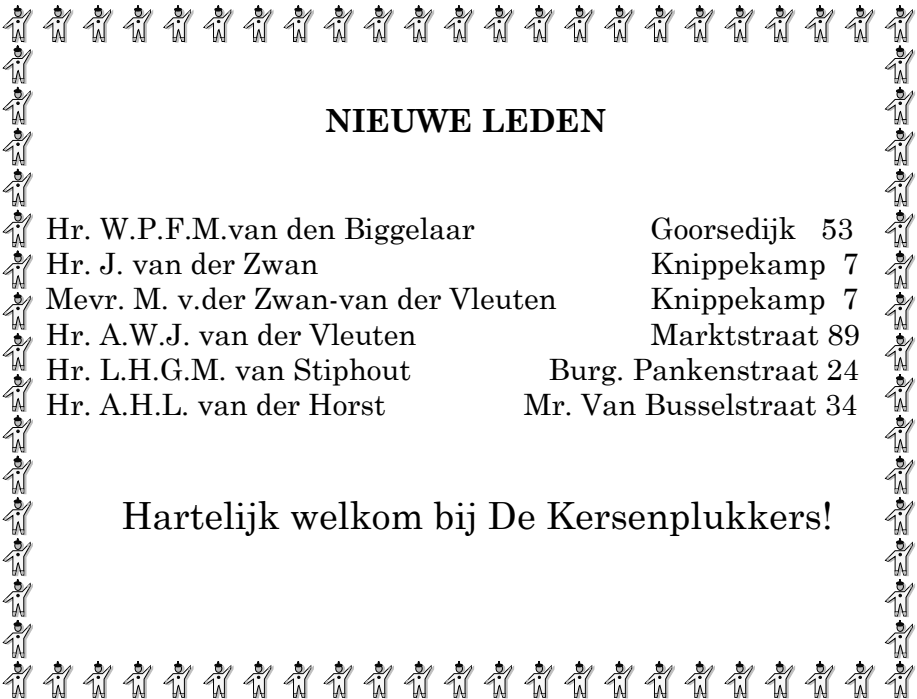 NIEUWE LEDEN
Hr. W.P.F.M.van den Biggelaar Goorsedijk 53
Hr. J. van der Zwan Knippekamp 7
Mevr. M. v.der Zwan-van der Vleuten Knippekamp 7
Hr. A.W.J. van der Vleuten Marktstraat 89
Hr. L.H.G.M. van Stiphout Burg. Pankenstraat 24
Hr. A.H.L. van der Horst Mr. Van Busselstraat 34
Hartelijk welkom bij De Kersenplukkers!